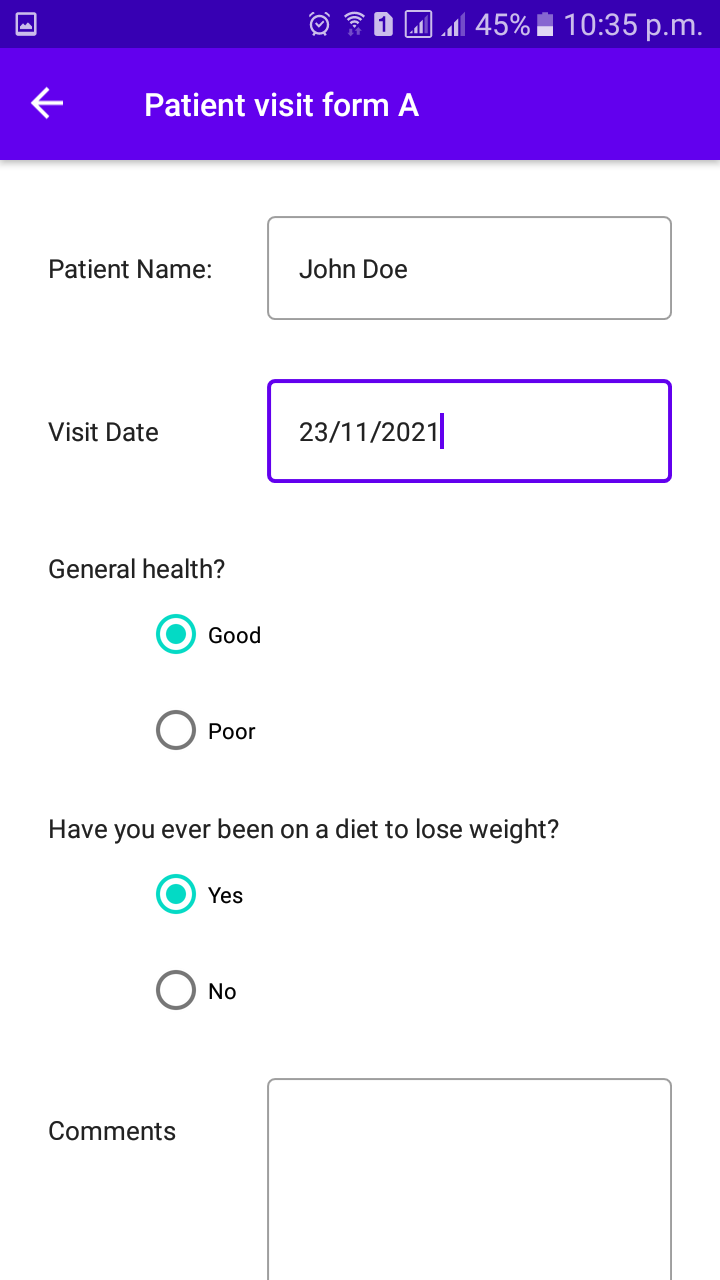 1 45% 10:35 p.m.
Patient visit form A
Patient Name: John Doe
Visit Date 23/11/2021
General health?
Good
Poor
Have you ever been on a diet to lose weight?
Yes
No
Comments